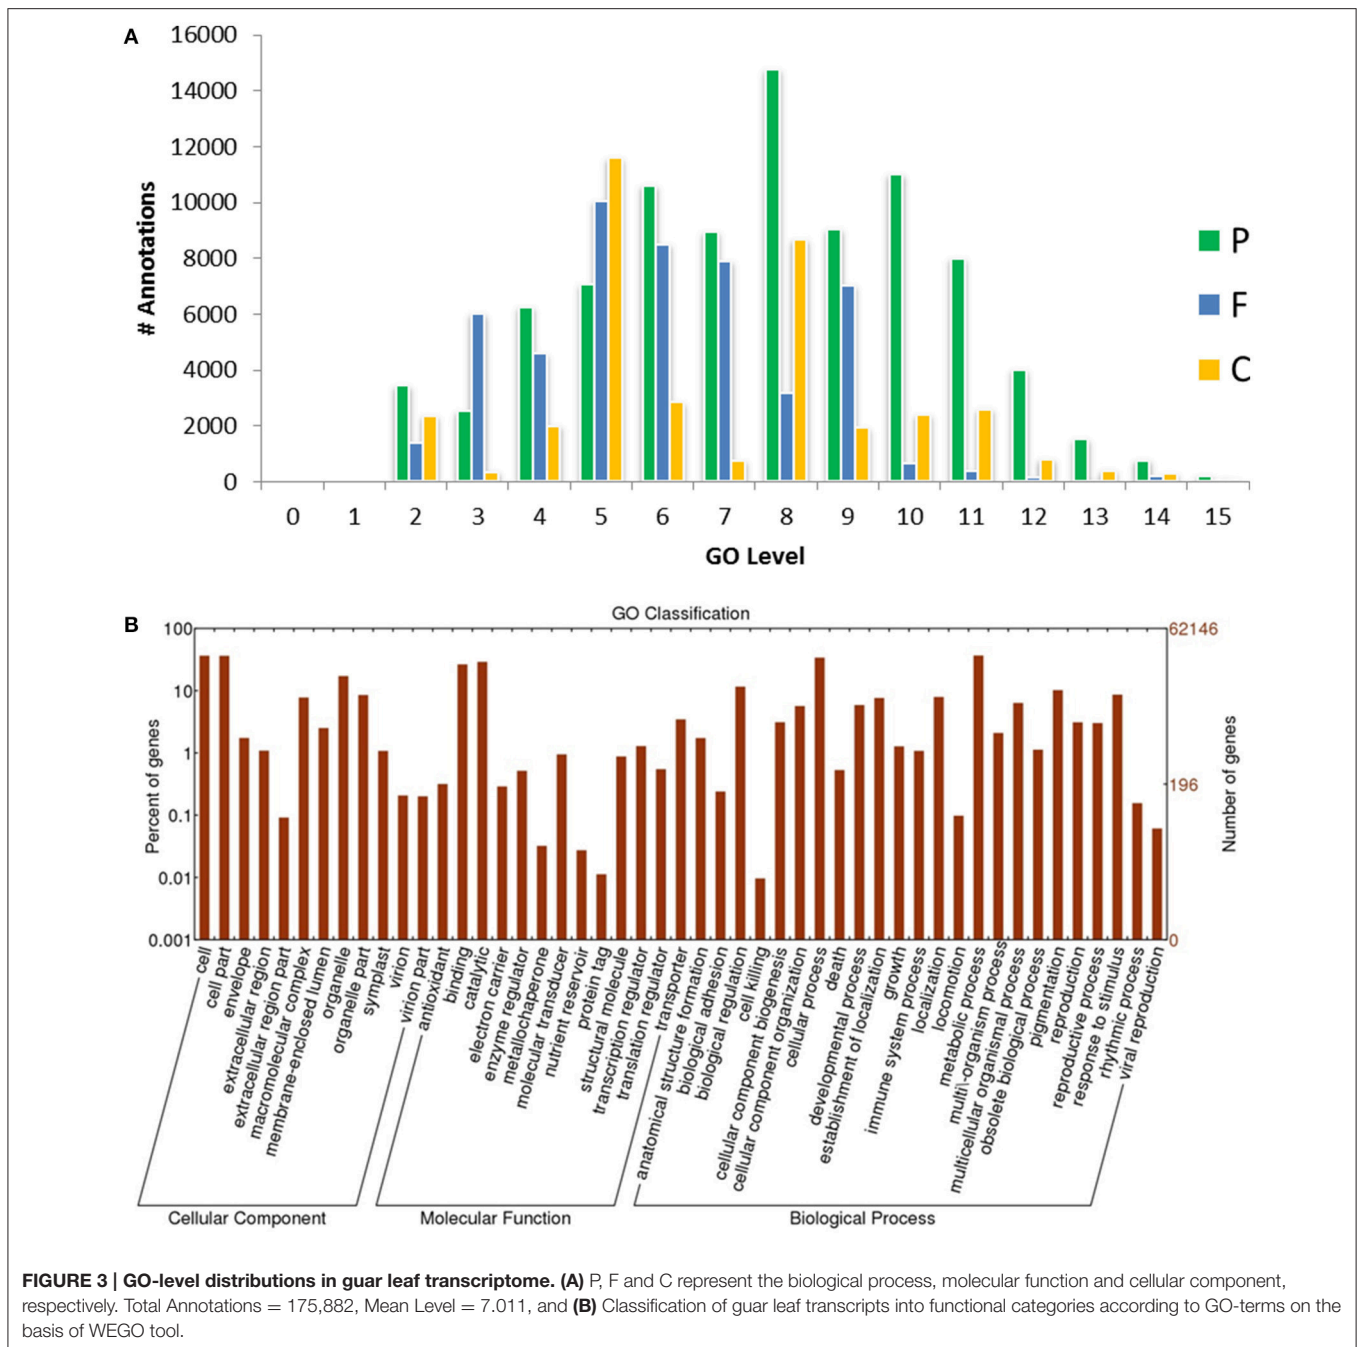 A
16000
14000
12000
10000
8000
6000
4000
2000
0
# Annotations
0 1 2 3 4 5 6 7 8 9 10 11 12 13 14 15
GO Level
P
F
C
B
GO Classification
100
10
1
0.1
0.01
0.001
Percent of genes
62146
196
0
Number of genes
cell
cell part
envelope
extracellular region
extracellular region part
macromolecular complex
membrane-enclosed lumen
organelle
organelle part
symplast
virion
virion part
antioxidant
binding
catalytic
electron carrier
enzyme regulator
metallochaperone
molecular transducer
nutrient reservoir
protein tag
structural molecule
transcription regulator
translation regulator
transporter
anatomical structure formation
biological adhesion
biological regulation
cell killing
cellular component biogenesis
cellular component organization
cellular process
death
developmental process
establishment of localization
growth
immune system process
localization
locomotion
metabolic process
multi\-organism process
multicellular organismal process
obsolete biological process
pigmentation
reproduction
reproductive process
response to stimulus
rhythmic process
viral reproduction
Cellular Component
Molecular Function
Biological Process
FIGURE 3 | GO-level distributions in guar leaf transcriptome. (A) P, F and C represent the biological process, molecular function and cellular component,
respectively. Total Annotations = 175,882, Mean Level = 7.011, and (B) Classification of guar leaf transcripts into functional categories according to GO-terms on the
basis of WEGO tool.